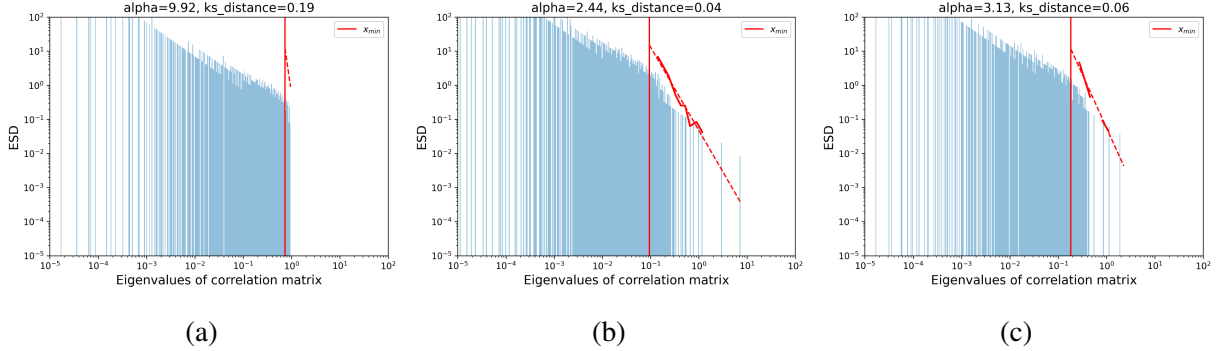 alpha=9.92, ks_distance=0.19
x_min
10^2
10^1
10^0
10^-1
10^-2
10^-3
10^-4
10^-5
ESD
10^-5 10^-4 10^-3 10^-2 10^-1 10^0 10^1 10^2
Eigenvalues of correlation matrix
(a)
alpha=2.44, ks_distance=0.04
x_min
10^2
10^1
10^0
10^-1
10^-2
10^-3
10^-4
10^-5
ESD
10^-5 10^-4 10^-3 10^-2 10^-1 10^0 10^1 10^2
Eigenvalues of correlation matrix
(b)
alpha=3.13, ks_distance=0.06
x_min
10^2
10^1
10^0
10^-1
10^-2
10^-3
10^-4
10^-5
ESD
10^-5 10^-4 10^-3 10^-2 10^-1 10^0 10^1 10^2
Eigenvalues of correlation matrix
(c)